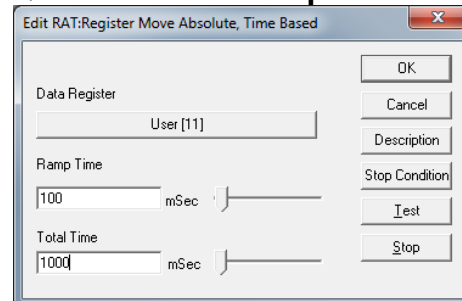 Edit RAT:Register Move Absolute, Time Based
OK
Data Register
Cancel
User [11]
Description
Ramp Time
Stop Condition
100 mSec
Test
Total Time
Stop
1000 mSec